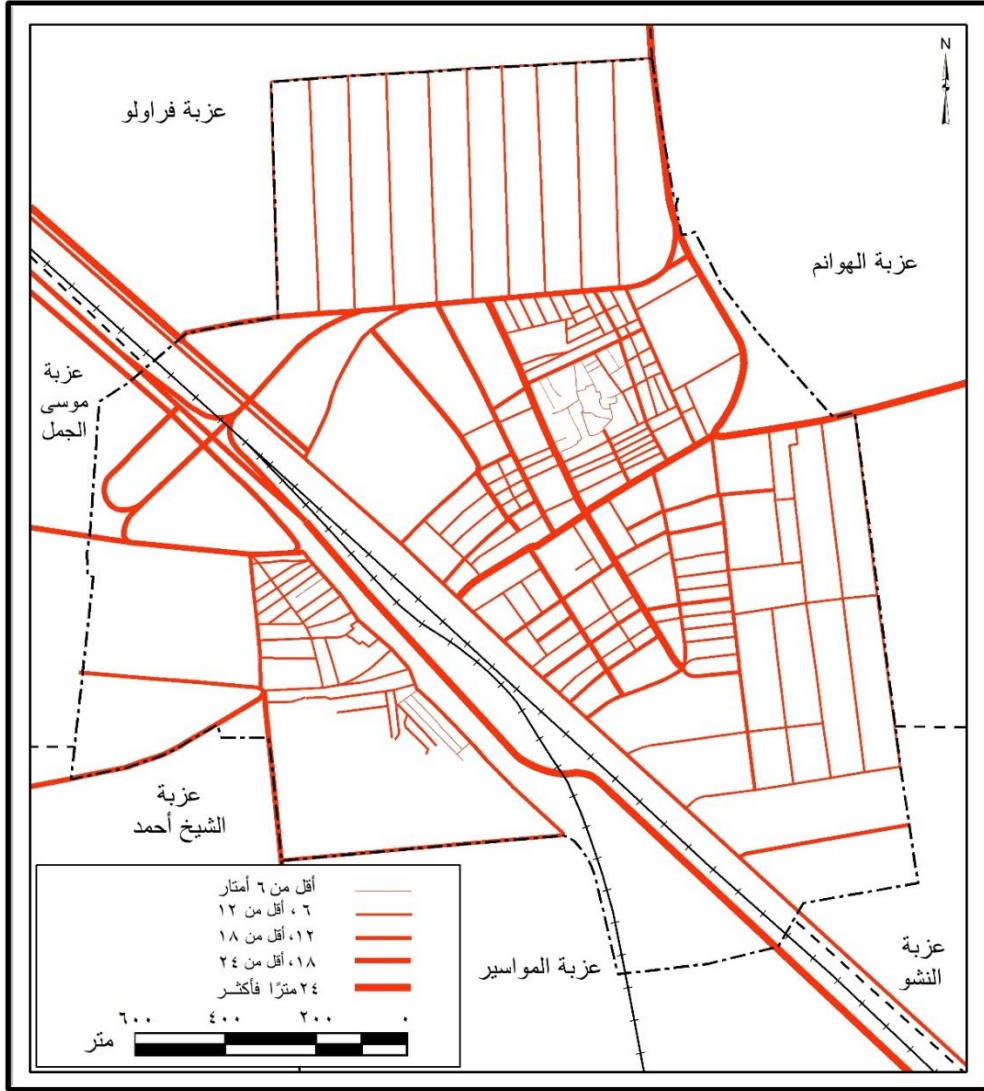 N
عزبة فراولو
عزبة الهوانم
عزبة
موسى
الجمل
عزبة
الشيخ أحمد
عزبة المواسير
عزبة
النشو
أقل من ٦ أمتار
٦ ، أقل من ١٢
١٢، أقل من ١٨
١٨، أقل من ٢٤
٢٤ مترًا فأكثــر
٦٠٠ ٤٠٠ ٢٠٠ ٠
متر